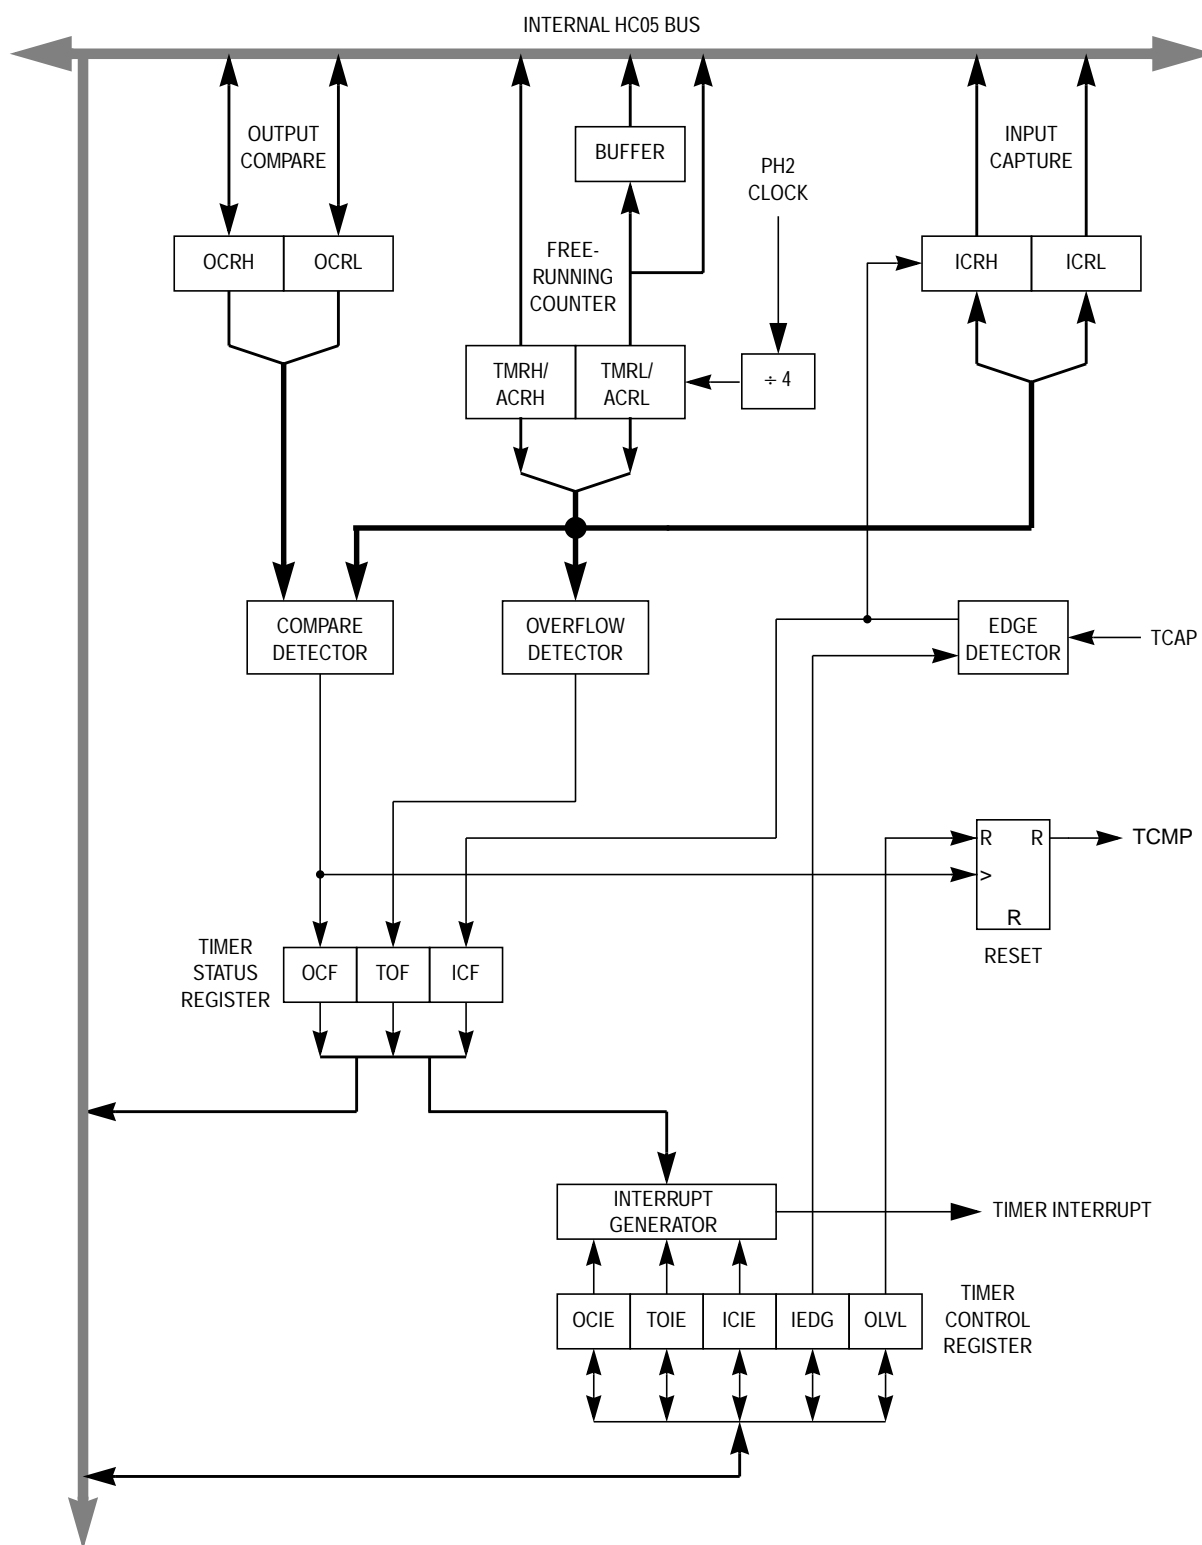 INTERNAL HC05 BUS
OUTPUT
COMPARE
BUFFER
PH2
CLOCK
INPUT
CAPTURE
OCRH
OCRL
FREE-
RUNNING
COUNTER
ICRH
ICRL
TMRH/
ACRH
TMRL/
ACRL
÷ 4
COMPARE
DETECTOR
OVERFLOW
DETECTOR
EDGE
DETECTOR
TCAP
R
R
TCMP
>
R
RESET
TIMER
STATUS
REGISTER
OCF
TOF
ICF
INTERRUPT
GENERATOR
TIMER INTERRUPT
OCIE
TOIE
ICIE
IEDG
OLVL
TIMER
CONTROL
REGISTER